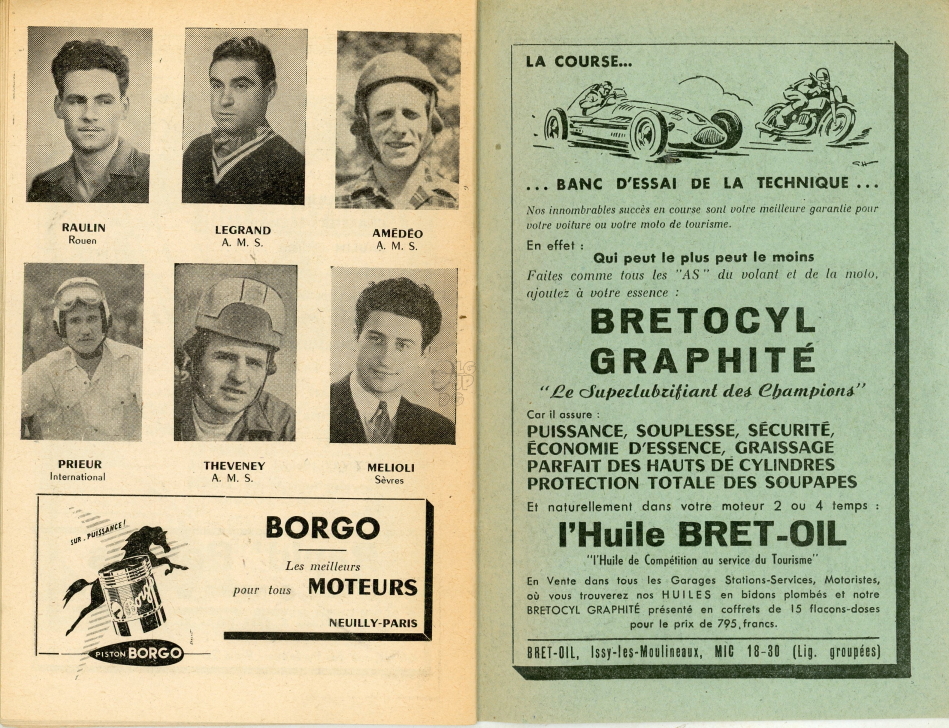 RAULIN
Rouen
LEGRAND
A. M. S.
AMÉDÉO
A. M. S.
PRIEUR
International
THEVENEY
A. M. S.
MELIOLI
Sèvres
SUR-PUISSANCE!
Borgo
PISTON BORGO
BORGO
Les meilleurs
pour tous MOTEURS
NEUILLY-PARIS
LA COURSE...
... BANC D'ESSAI DE LA TECHNIQUE ...
Nos innombrables succès en course sont votre meilleure garantie pour
votre voiture ou votre moto de tourisme.
En effet :
Qui peut le plus peut le moins
Faites comme tous les "AS" du volant et de la moto,
ajoutez à votre essence :
BRETOCYL
GRAPHITÉ
"Le Superlubrifiant des Champions"
Car il assure :
PUISSANCE, SOUPLESSE, SÉCURITÉ,
ÉCONOMIE D'ESSENCE, GRAISSAGE
PARFAIT DES HAUTS DE CYLINDRES
PROTECTION TOTALE DES SOUPAPES
Et naturellement dans votre moteur 2 ou 4 temps :
l'Huile BRET-OIL
"l'Huile de Compétition au service du Tourisme"
En Vente dans tous les Garages Stations-Services, Motoristes,
où vous trouverez nos HUILES en bidons plombés et notre
BRETOCYL GRAPHITÉ présenté en coffrets de 15 flacons-doses
pour le prix de 795, francs.
BRET-OIL, Issy-les-Moulineaux, MIC 18-30 (Lig. groupées)